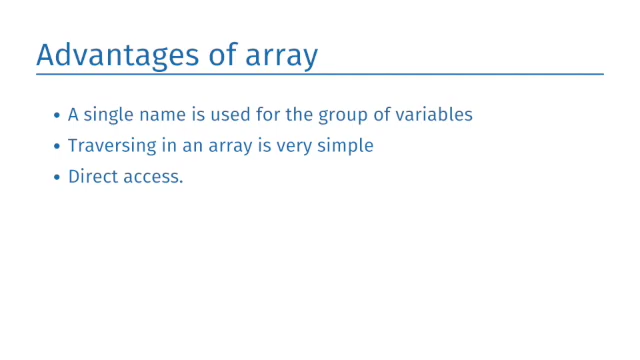 Advantages of array
• A single name is used for the group of variables
• Traversing in an array is very simple
• Direct access.